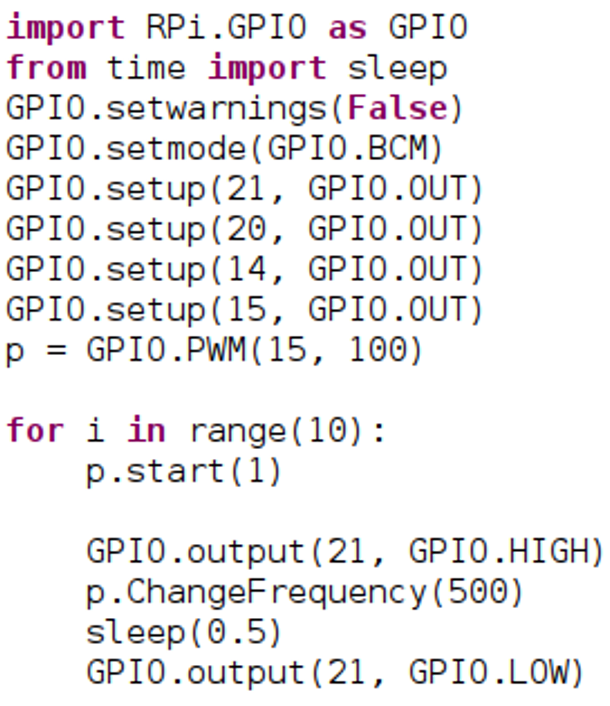 import RPi.GPIO as GPIO
from time import sleep
GPIO.setwarnings(False)
GPIO.setmode(GPIO.BCM)
GPIO.setup(21, GPIO.OUT)
GPIO.setup(20, GPIO.OUT)
GPIO.setup(14, GPIO.OUT)
GPIO.setup(15, GPIO.OUT)
p = GPIO.PWM(15, 100)

for i in range(10):
    p.start(1)

    GPIO.output(21, GPIO.HIGH)
    p.ChangeFrequency(500)
    sleep(0.5)
    GPIO.output(21, GPIO.LOW)